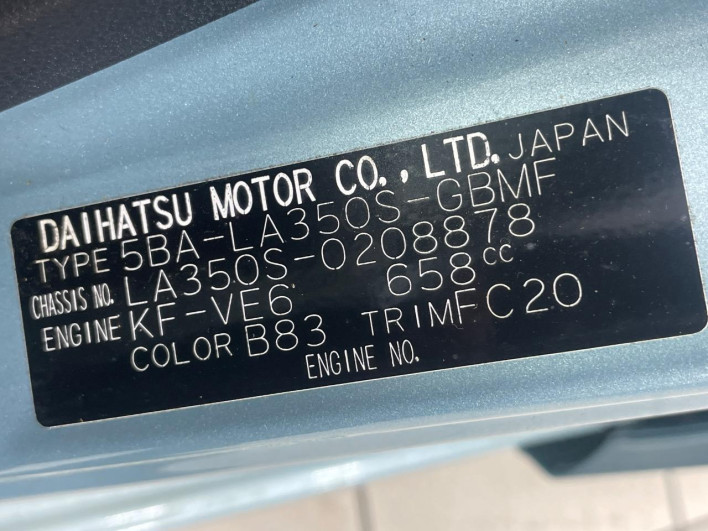 DAIHATSU MOTOR CO., LTD. JAPAN
TYPE 5BA-LA350S-GBMF
CHASSIS NO. LA350S-0208878
ENGINE KF-VE6 658cc
COLOR B83 TRIM FC20
ENGINE NO.